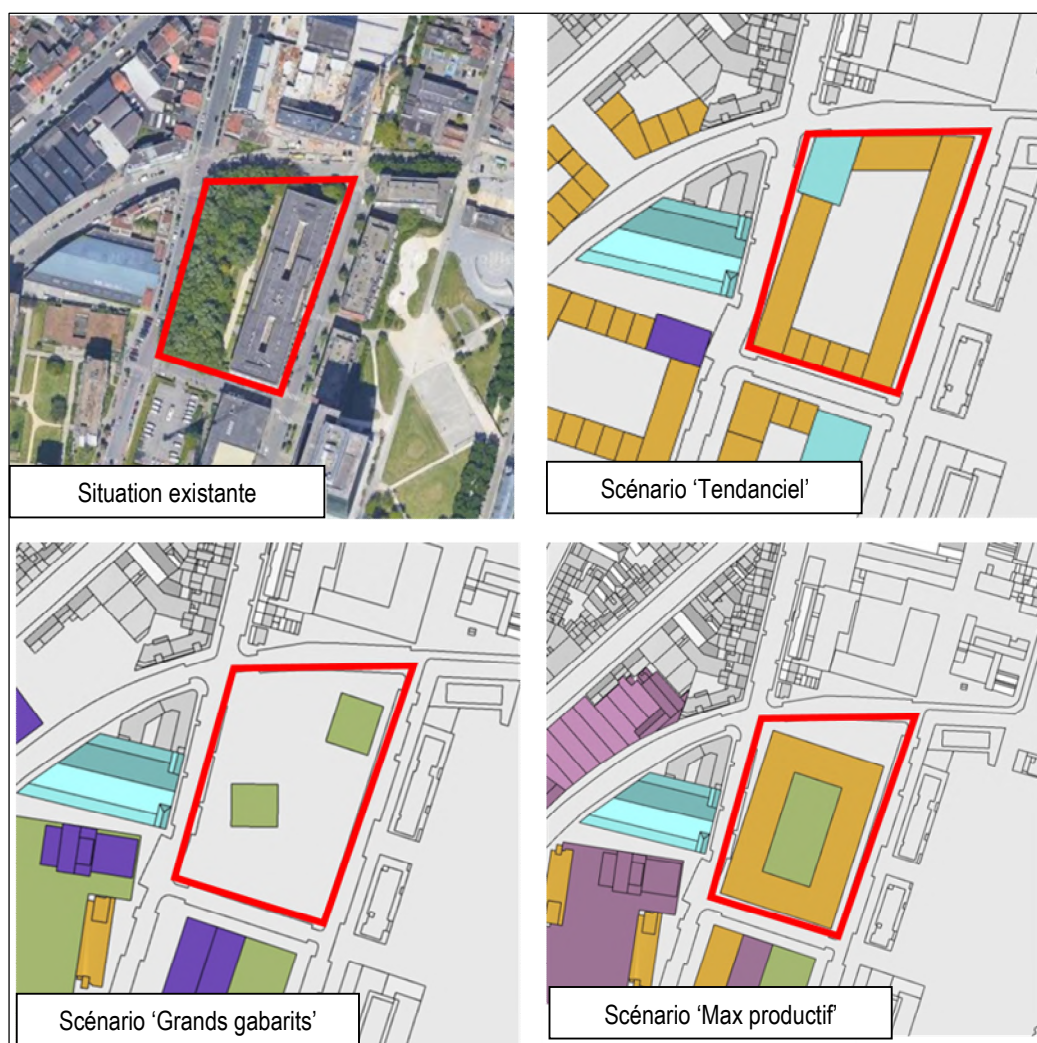 Situation existante
Scénario ‘Tendanciel’
Scénario ‘Grands gabarits’
Scénario ‘Max productif’